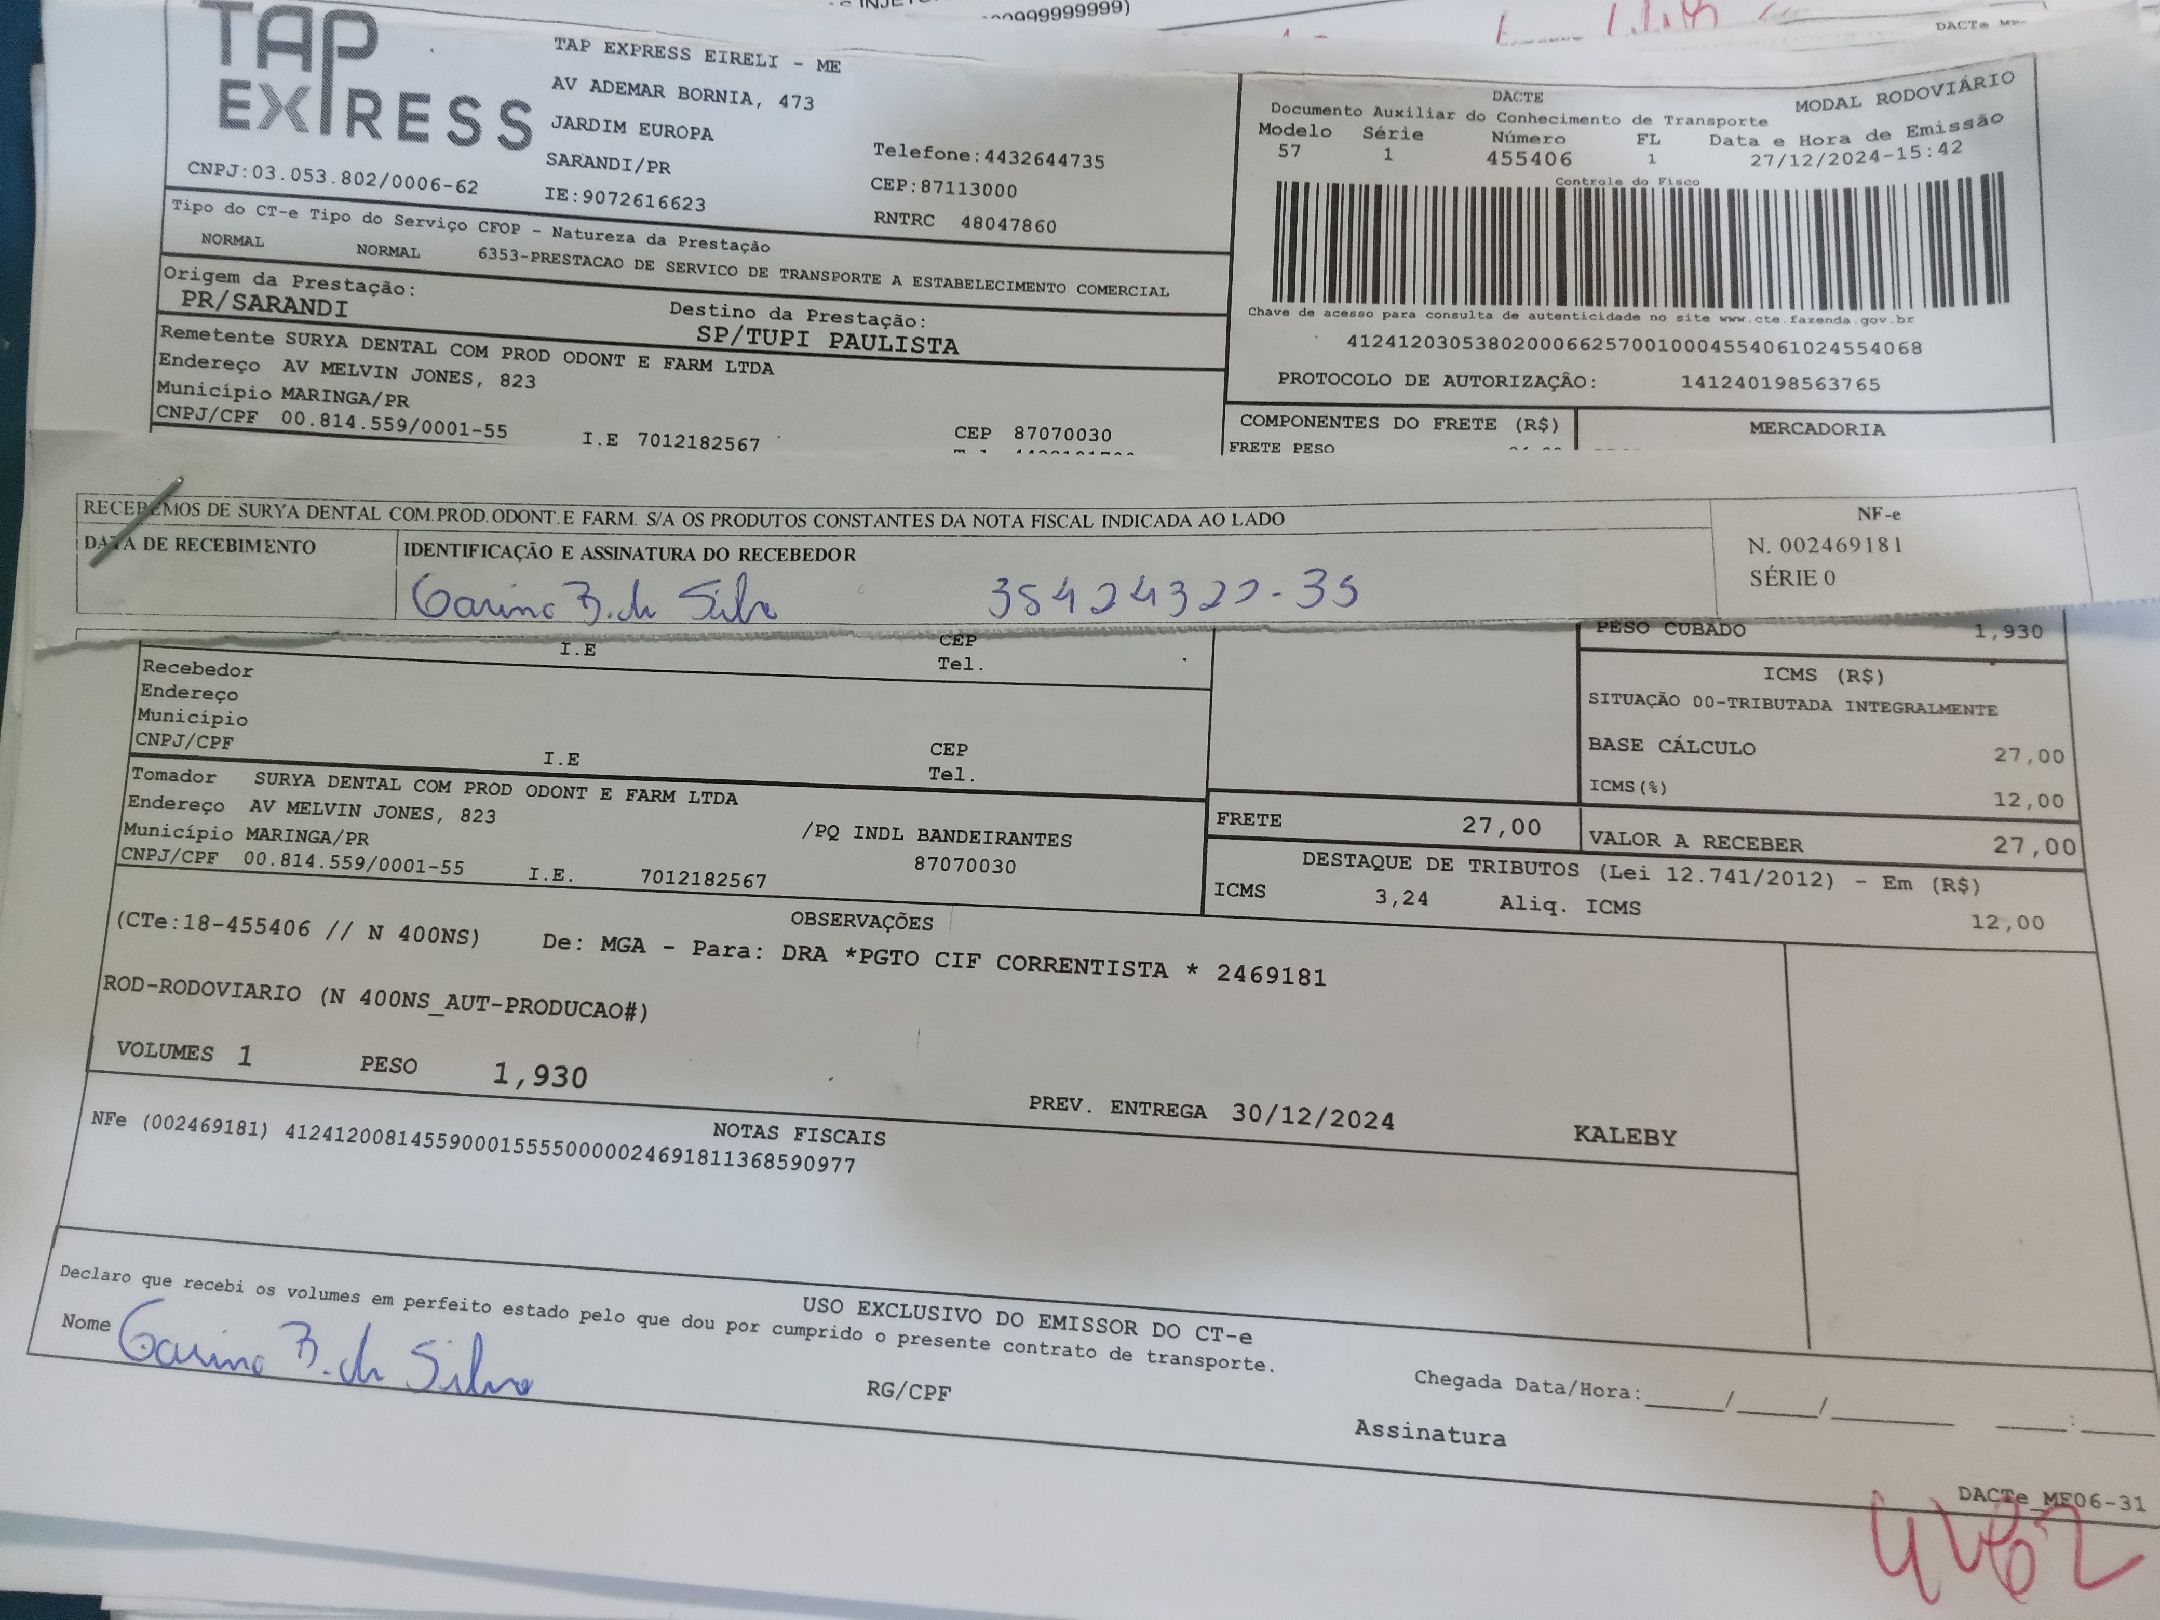 DACTe
TAP
EXPRESS
TAP EXPRESS EIRELI - ME
AV ADEMAR BORNIA, 473
JARDIM EUROPA
SARANDI/PR
IE:9072616623
Telefone:4432644735
CEP:87113000
RNTRC 48047860
CNPJ:03.053.802/0006-62
DACTE
MODAL RODOVIÁRIO
Documento Auxiliar do Conhecimento de Transporte
Modelo Série Número FL Data e Hora de Emissão
57 1 455406 1 27/12/2024-15:42
Controle do Fisco
Chave de acesso para consulta de autenticidade no site www.cte.fazenda.gov.br
41241203053802000662570010004554061024554068
PROTOCOLO DE AUTORIZAÇÂO: 141240198563765
Tipo do CT-e Tipo do Serviço CFOP - Natureza da Prestação
NORMAL NORMAL 6353-PRESTACAO DE SERVICO DE TRANSPORTE A ESTABELECIMENTO COMERCIAL
Origem da Prestação: Destino da Prestação:
PR/SARANDI SP/TUPI PAULISTA
Remetente SURYA DENTAL COM PROD ODONT E FARM LTDA
Endereço AV MELVIN JONES, 823
Município MARINGA/PR CEP 87070030
CNPJ/CPF 00.814.559/0001-55 I.E 7012182567
COMPONENTES DO FRETE (R$) MERCADORIA
FRETE PESO
RECEBEMOS DE SURYA DENTAL COM.PROD.ODONT.E FARM. S/A OS PRODUTOS CONSTANTES DA NOTA FISCAL INDICADA AO LADO
DATA DE RECEBIMENTO IDENTIFICAÇÃO E ASSINATURA DO RECEBEDOR
NF-e
N. 002469181
SÉRIE 0
B. da Silva
I.E CEP
Tel.
PESO CUBADO 1,930
Recebedor
Endereço
Município
CNPJ/CPF I.E CEP
Tel.
ICMS (R$)
SITUAÇÃO 00-TRIBUTADA INTEGRALMENTE
BASE CÁLCULO 27,00
ICMS(%) 12,00
Tomador SURYA DENTAL COM PROD ODONT E FARM LTDA
Endereço AV MELVIN JONES, 823 /PQ INDL BANDEIRANTES
Município MARINGA/PR 87070030
CNPJ/CPF 00.814.559/0001-55 I.E. 7012182567
FRETE 27,00 VALOR A RECEBER 27,00
DESTAQUE DE TRIBUTOS (Lei 12.741/2012) - Em (R$)
ICMS 3,24 Aliq. ICMS 12,00
OBSERVAÇÕES
(CTe:18-455406 // N 400NS) De: MGA - Para: DRA *PGTO CIF CORRENTISTA * 2469181
ROD-RODOVIARIO (N 400NS_AUT-PRODUCAO#)
VOLUMES 1 PESO 1,930 PREV. ENTREGA 30/12/2024 KALEBY
NOTAS FISCAIS
NFe (002469181) 41241200814559000155550000024691811368590977
USO EXCLUSIVO DO EMISSOR DO CT-e
Declaro que recebi os volumes em perfeito estado pelo que dou por cumprido o presente contrato de transporte.
Nome B. da Silva RG/CPF Assinatura
Chegada Data/Hora:_____/_____/________ _____:_____
DACTe_MF06-31